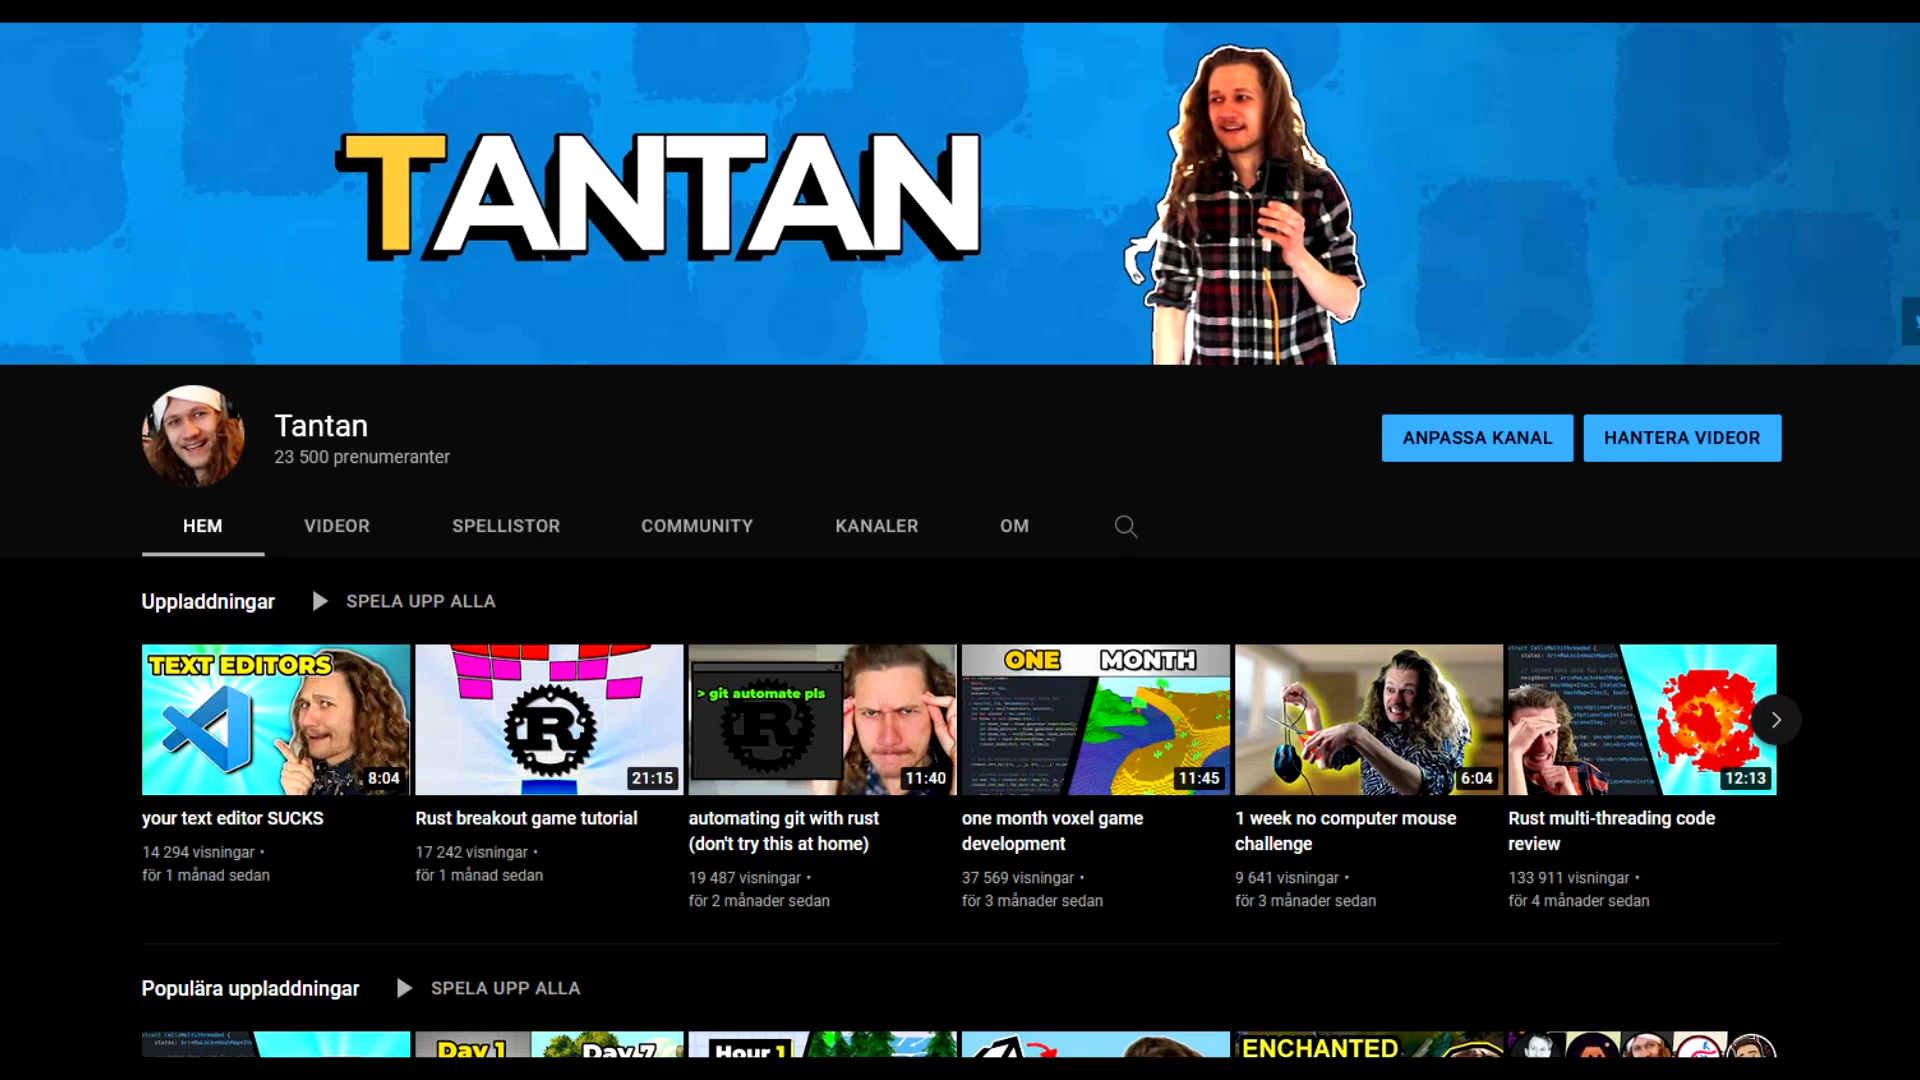 TANTAN
Tantan
23 500 prenumeranter
ANPASSA KANAL
HANTERA VIDEOR
HEM
VIDEOR
SPELLISTOR
COMMUNITY
KANALER
OM
Uppladdningar
SPELA UPP ALLA
TEXT EDITORS
8:04
R
21:15
> git automate pls
R
11:40
ONE MONTH
11:45
6:04
12:13
your text editor SUCKS
14 294 visningar •
för 1 månad sedan
Rust breakout game tutorial
17 242 visningar •
för 1 månad sedan
automating git with rust
(don't try this at home)
19 487 visningar •
för 2 månader sedan
one month voxel game
development
37 569 visningar •
för 3 månader sedan
1 week no computer mouse
challenge
9 641 visningar •
för 3 månader sedan
Rust multi-threading code
review
133 911 visningar •
för 4 månader sedan
Populära uppladdningar
SPELA UPP ALLA
Day 1
Day 7
Hour 1
ENCHANTED